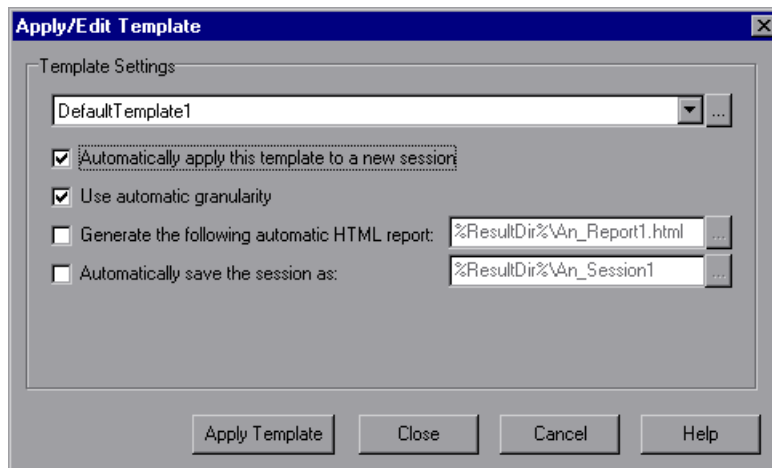 Apply/Edit Template
Template Settings
DefaultTemplate1
...
Automatically apply this template to a new session
Use automatic granularity
Generate the following automatic HTML report: %ResultDir%\An_Report1.html ...
Automatically save the session as: %ResultDir%\An_Session1 ...
Apply Template Close Cancel Help